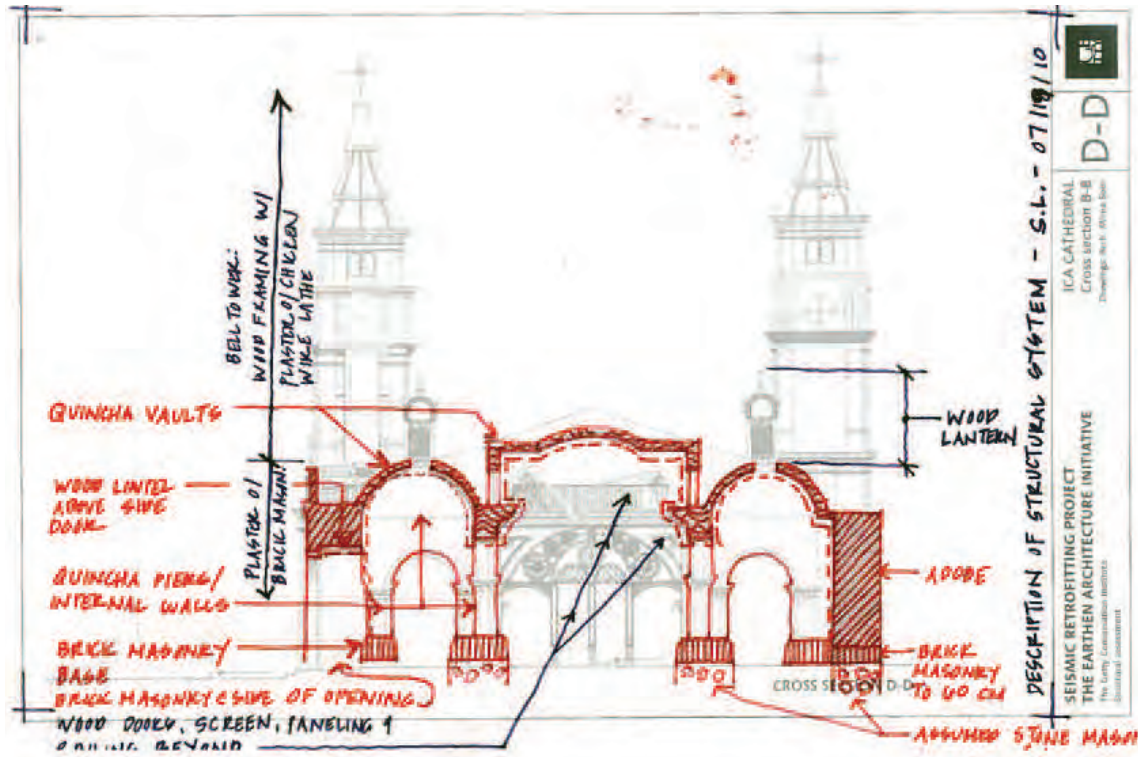 BELL TOWER:
WOOD FRAMING W/
PLASTER O/ CHICKEN
WIRE LATHE
PLASTER O/
BRICK MASON.
QUINCHA VAULTS
WOOD LINTEL
ABOVE SIDE
DOOR
QUINCHA PIERS/
INTERNAL WALLS
BRICK MASONRY
BASE
BRICK MASONRY @ SIDE OF OPENING
WOOD DOORS, SCREEN, PANELING &
BEYOND
WOOD
LANTERN
ADOBE
BRICK
MASONRY
TO 60 CM
ASSUMED STONE MASON
CROSS SECTION D-D
DESCRIPTION OF STRUCTURAL SYSTEM - S.L. - 07/19/10
D-D
ICA CATHEDRAL
Cross section B-B
SEISMIC RETROFITTING PROJECT
THE EARTHEN ARCHITECTURE INITIATIVE
The Getty Conservation Institute